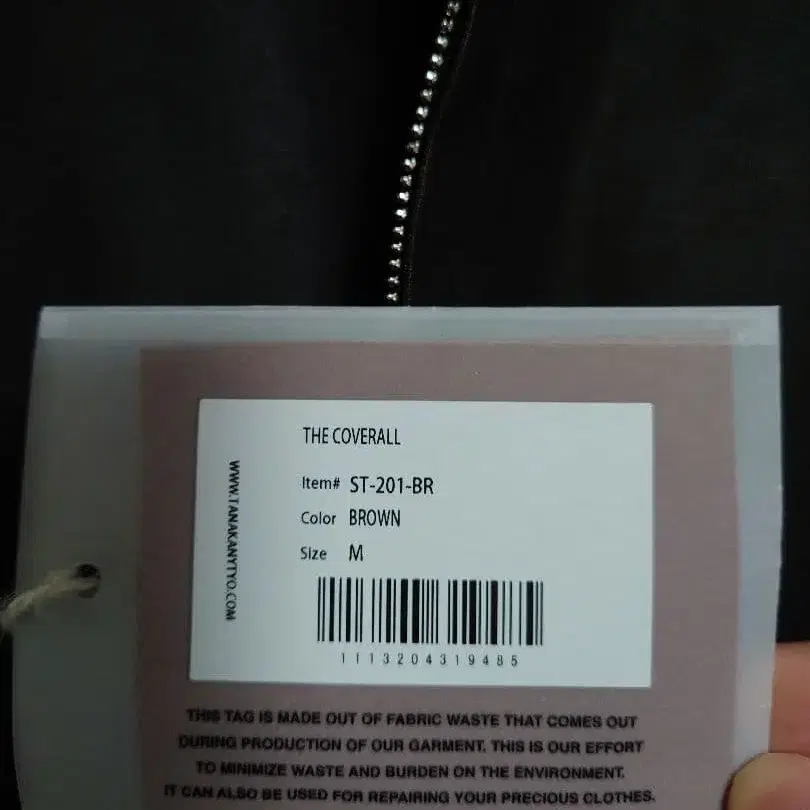 THE COVERALL
Item# ST-201-BR
Color BROWN
Size M
1113204319485
WWW.TANAKANYTYO.COM
THIS TAG IS MADE OUT OF FABRIC WASTE THAT COMES OUT
DURING PRODUCTION OF OUR GARMENT. THIS IS OUR EFFORT
TO MINIMIZE WASTE AND BURDEN ON THE ENVIRONMENT.
IT CAN ALSO BE USED FOR REPAIRING YOUR PRECIOUS CLOTHES.